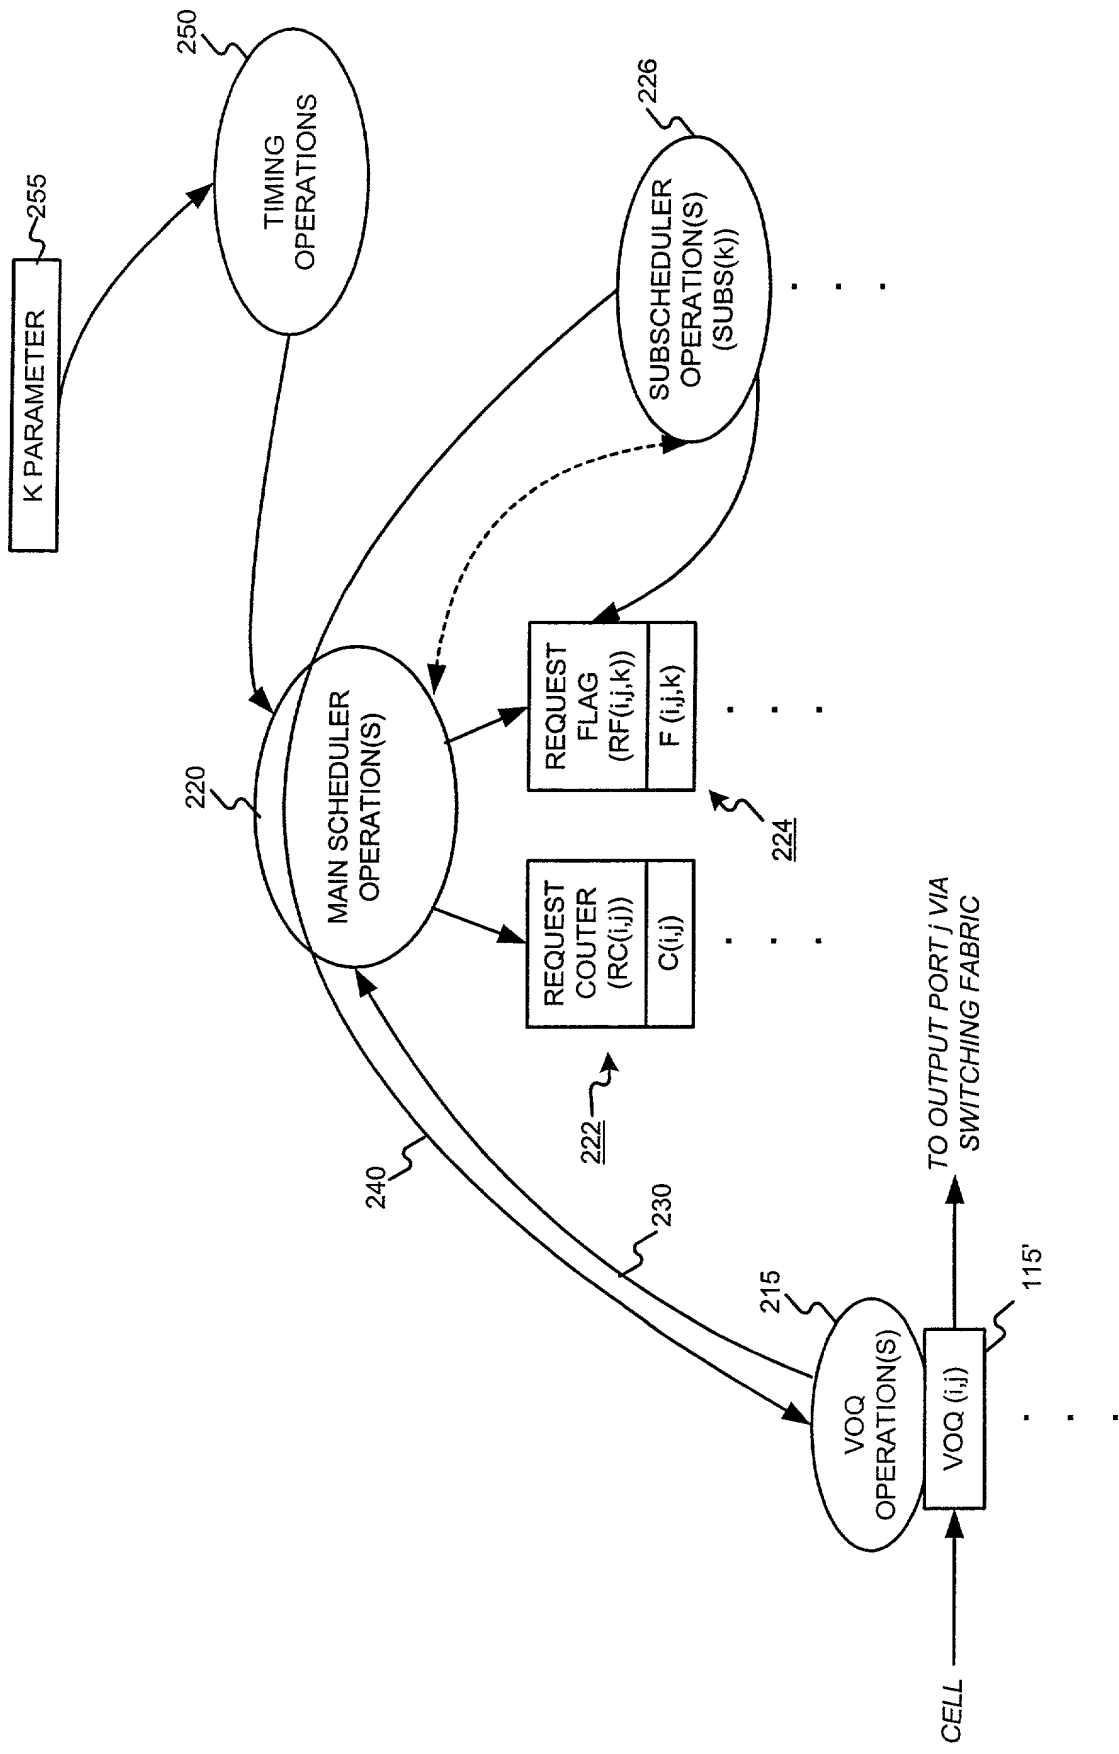 K PARAMETER
255
250
TIMING
OPERATIONS
226
SUBSCHEDULER
OPERATION(S)
(SUBS(k))
. . .
220
MAIN SCHEDULER
OPERATION(S)
REQUEST
FLAG
(RF(i,j,k))
F (i,j,k)
. . .
224
REQUEST
COUTER
(RC(i,j))
C(i,j)
. . .
222
240
230
215
VOQ
OPERATION(S)
VOQ (i,j)
115'
. . .
CELL
TO OUTPUT PORT j VIA
SWITCHING FABRIC